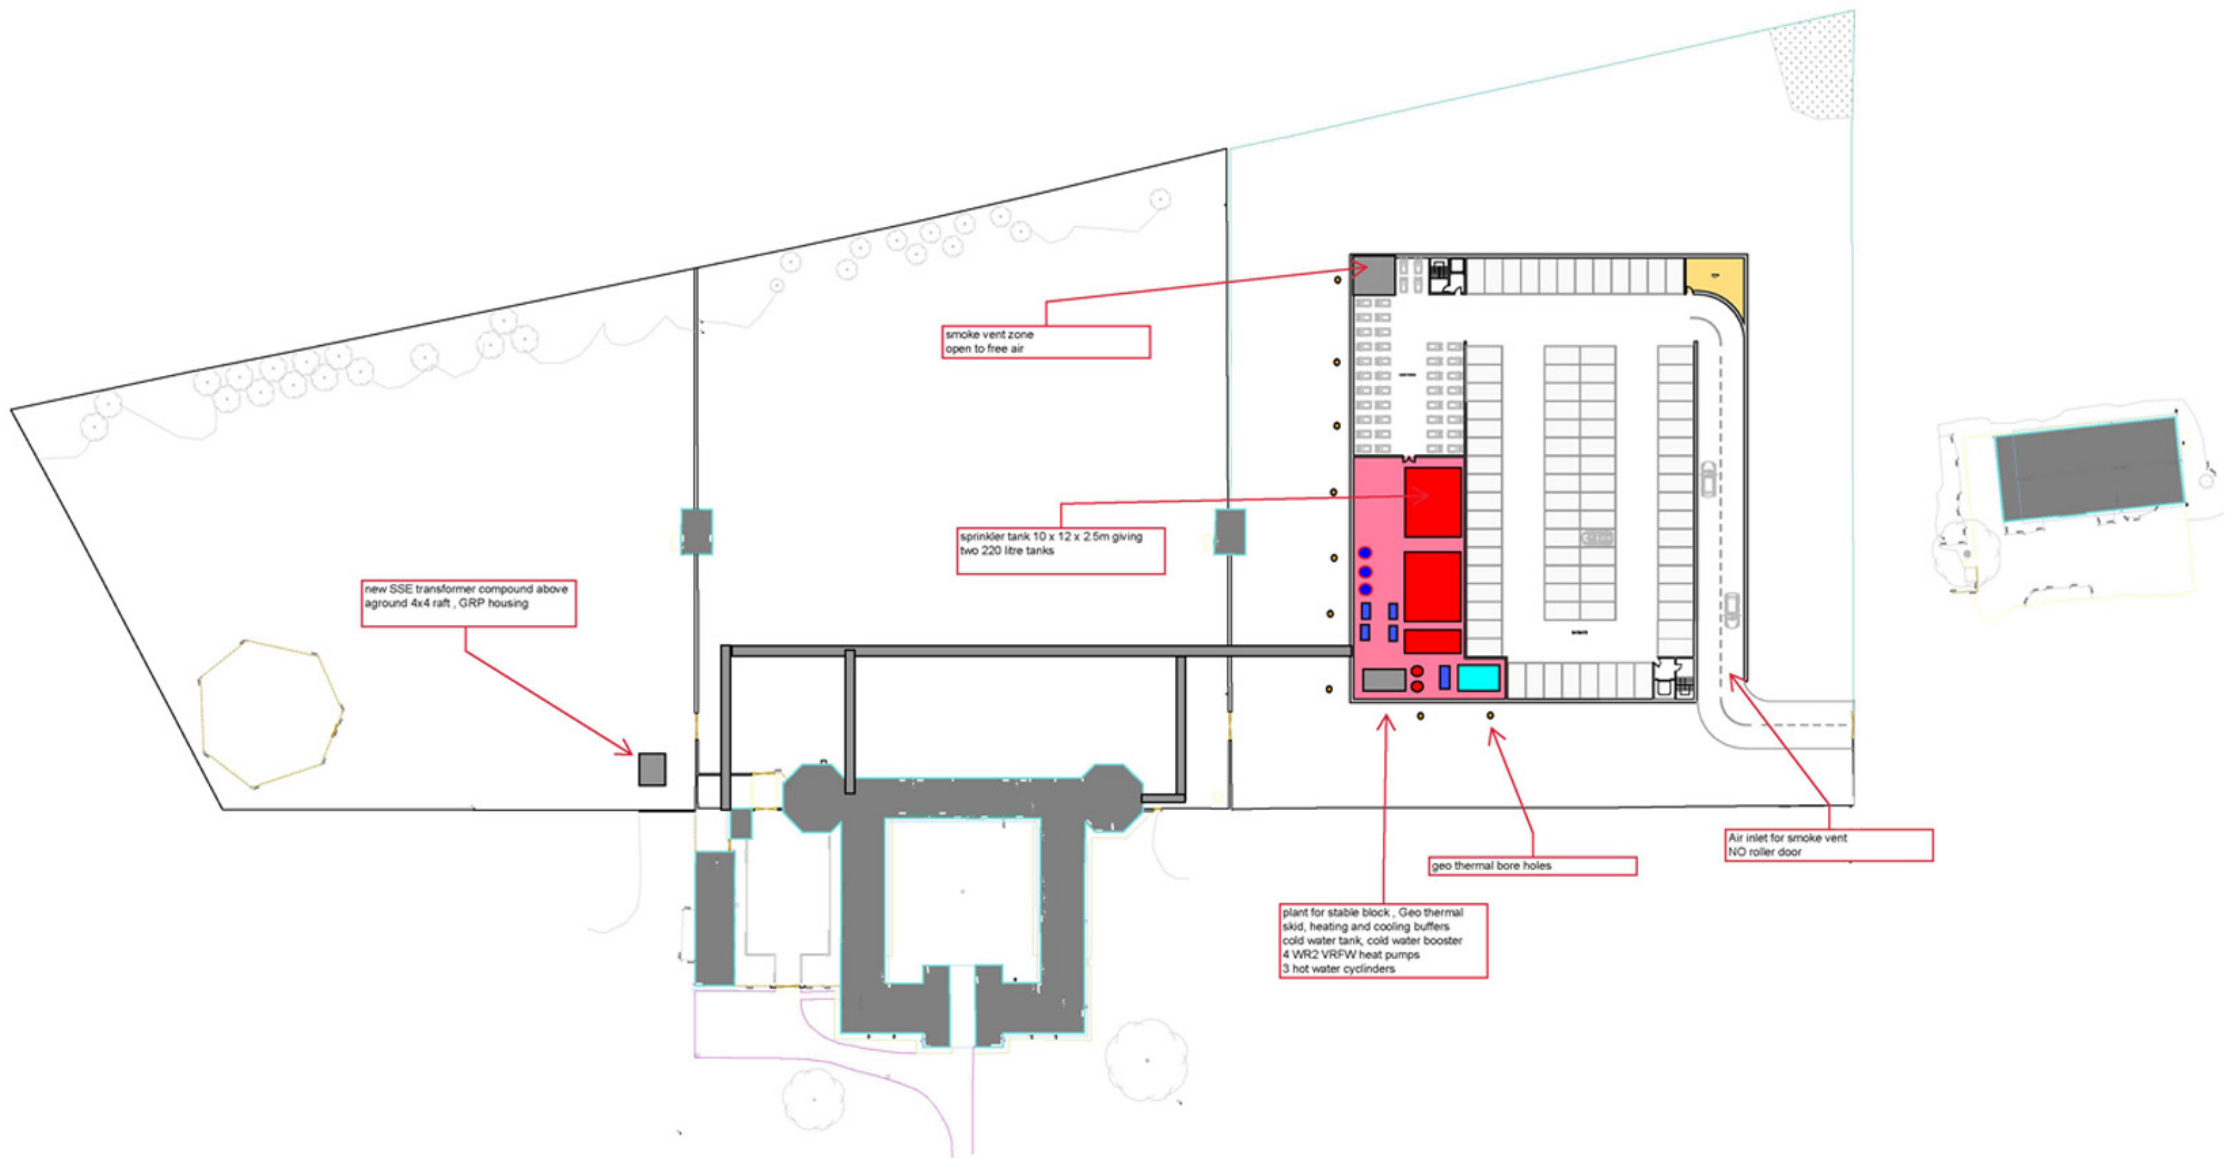 smoke vent zone
open to free air
sprinkler tank 10 x 12 x 2.5m giving
two 220 litre tanks
new SSE transformer compound above
aground 4x4 raft , GRP housing
Air inlet for smoke vent
NO roller door
geo thermal bore holes
plant for stable block , Geo thermal
skid, heating and cooling buffers
cold water tank, cold water booster
4 WR2 VRFW heat pumps
3 hot water cyclinders